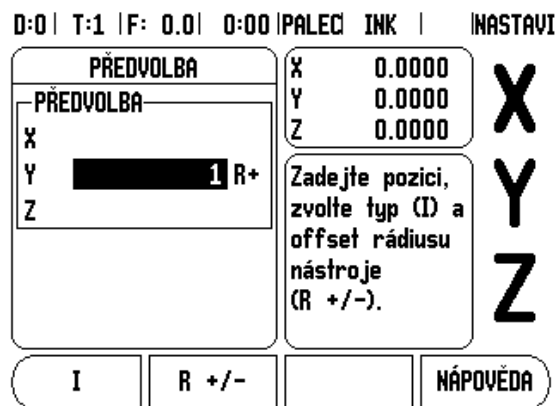 D:0 | T:1 | F: 0.0 | 0:00 | PALEC INK | | NASTAVI
PŘEDVOLBA
PŘEDVOLBA
X
Y 1 R+
Z
X 0.0000
Y 0.0000
Z 0.0000
Zadejte pozici,
zvolte typ (I) a
offset rádiusu
nástroje
(R +/-).
X
Y
Z
I
R +/-
NÁPOVĚDA